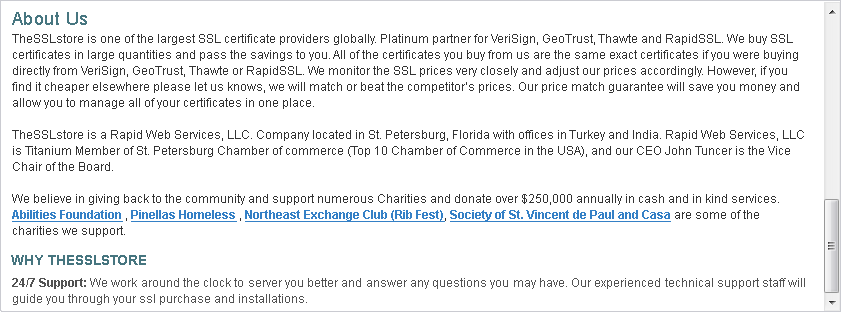 About Us
TheSSLstore is one of the largest SSL certificate providers globally. Platinum partner for VeriSign, GeoTrust, Thawte and RapidSSL. We buy SSL
certificates in large quantities and pass the savings to you. All of the certificates you buy from us are the same exact certificates if you were buying
directly from VeriSign, GeoTrust, Thawte or RapidSSL. We monitor the SSL prices very closely and adjust our prices accordingly. However, if you
find it cheaper elsewhere please let us knows, we will match or beat the competitor's prices. Our price match guarantee will save you money and
allow you to manage all of your certificates in one place.
TheSSLstore is a Rapid Web Services, LLC. Company located in St. Petersburg, Florida with offices in Turkey and India. Rapid Web Services, LLC
is Titanium Member of St. Petersburg Chamber of commerce (Top 10 Chamber of Commerce in the USA), and our CEO John Tuncer is the Vice
Chair of the Board.
We believe in giving back to the community and support numerous Charities and donate over $250,000 annually in cash and in kind services.
Abilities Foundation , Pinellas Homeless , Northeast Exchange Club (Rib Fest), Society of St. Vincent de Paul and Casa are some of the
charities we support.
WHY THESSLSTORE
24/7 Support: We work around the clock to server you better and answer any questions you may have. Our experienced technical support staff will
guide you through your ssl purchase and installations.